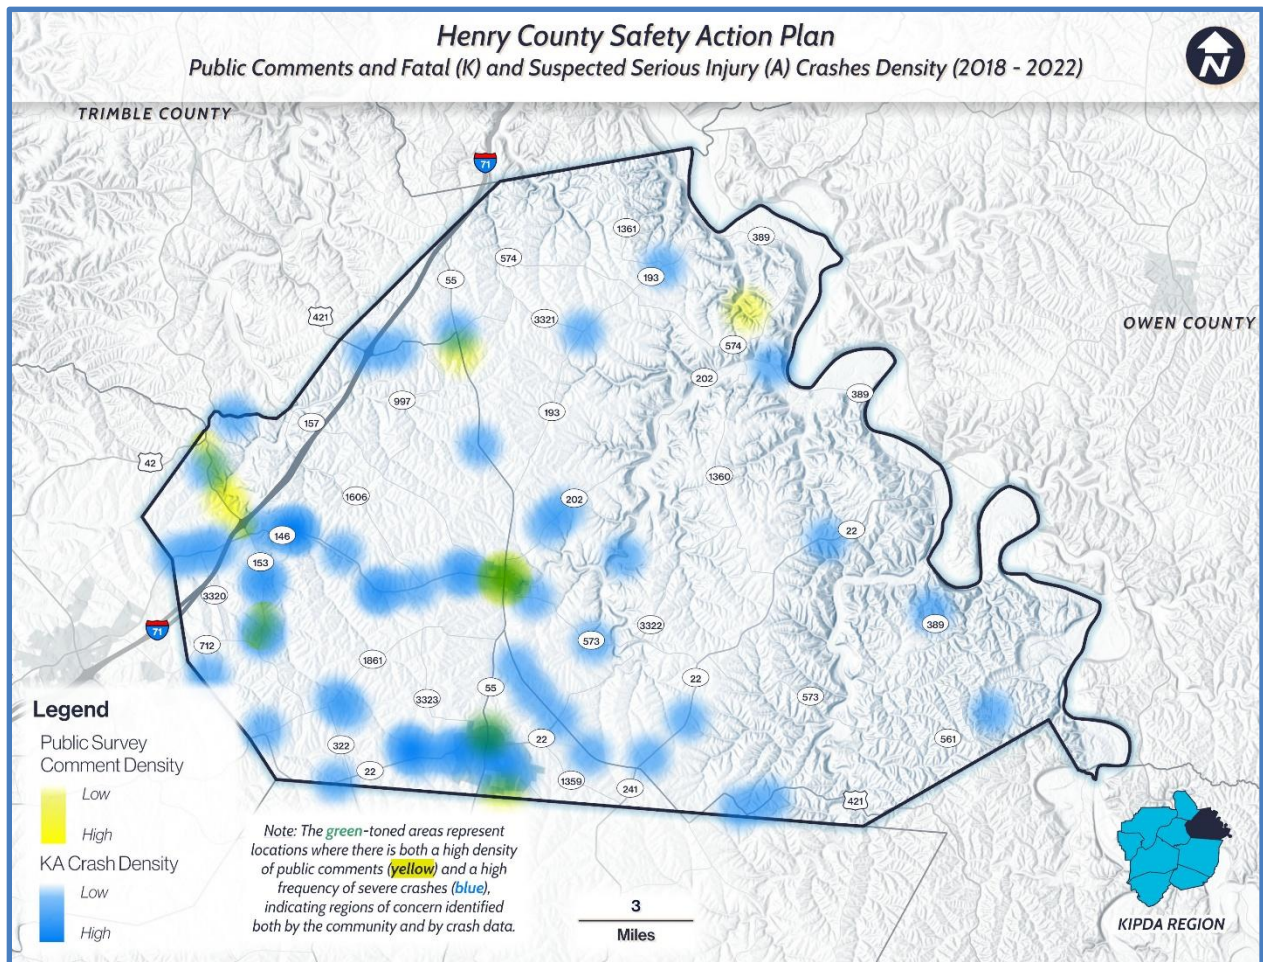 Henry County Safety Action Plan
Public Comments and Fatal (K) and Suspected Serious Injury (A) Crashes Density (2018 - 2022)
N
TRIMBLE COUNTY
71
1361
389
574
193
55
421
3321
OWEN COUNTY
574
202
389
997
193
157
42
1360
1606
202
22
146
153
3320
389
71
3322
573
712
1861
22
55
573
3323
22
561
322
22
1359
241
421
Legend
Public Survey
Comment Density
Low
High
KA Crash Density
Low
High
Note: The green-toned areas represent
locations where there is both a high density
of public comments (yellow) and a high
frequency of severe crashes (blue),
indicating regions of concern identified
both by the community and by crash data.
3
Miles
KIPDA REGION